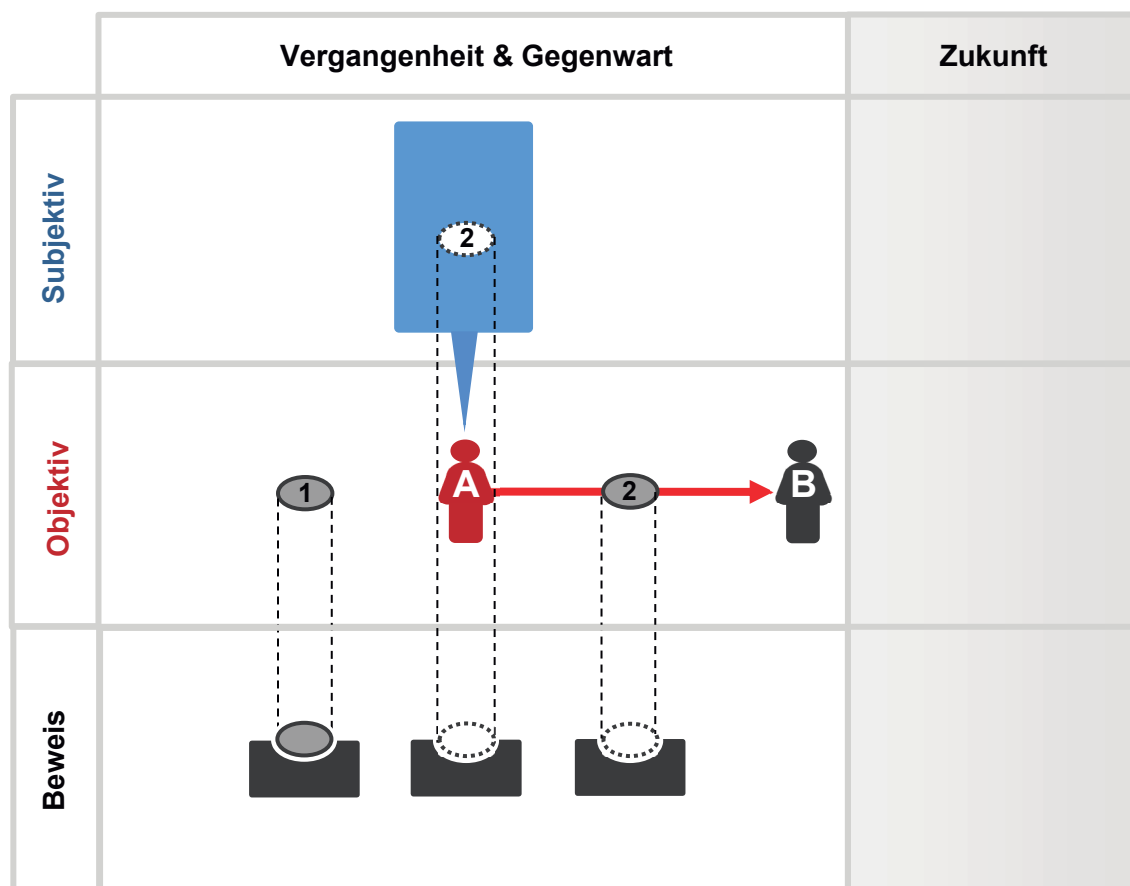 Vergangenheit & Gegenwart
Zukunft
Subjektiv
2
Objektiv
1
A
2
B
Beweis